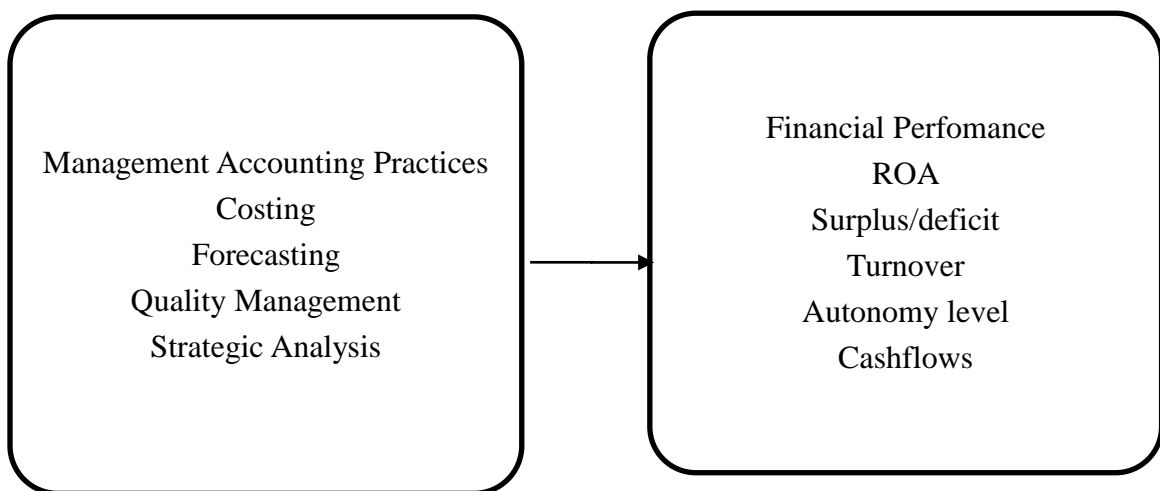 Management Accounting Practices
Costing
Forecasting
Quality Management
Strategic Analysis
Financial Perfomance
ROA
Surplus/deficit
Turnover
Autonomy level
Cashflows